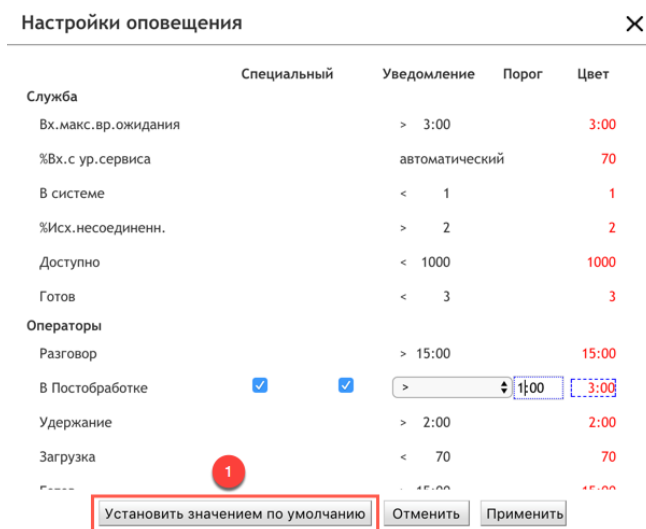 Настройки оповещения
Специальный Уведомление Порог Цвет
Служба
Вх.макс.вр.ожидания > 3:00 3:00
%Вх.с ур.сервиса автоматический 70
В системе < 1 1
%Исх.несоединенн. > 2 2
Доступно < 1000 1000
Готов < 3 3
Операторы
Разговор > 15:00 15:00
В Постобработке > 1:00 3:00
Удержание > 2:00 2:00
Загрузка < 70 70
1
Установить значением по умолчанию Отменить Применить